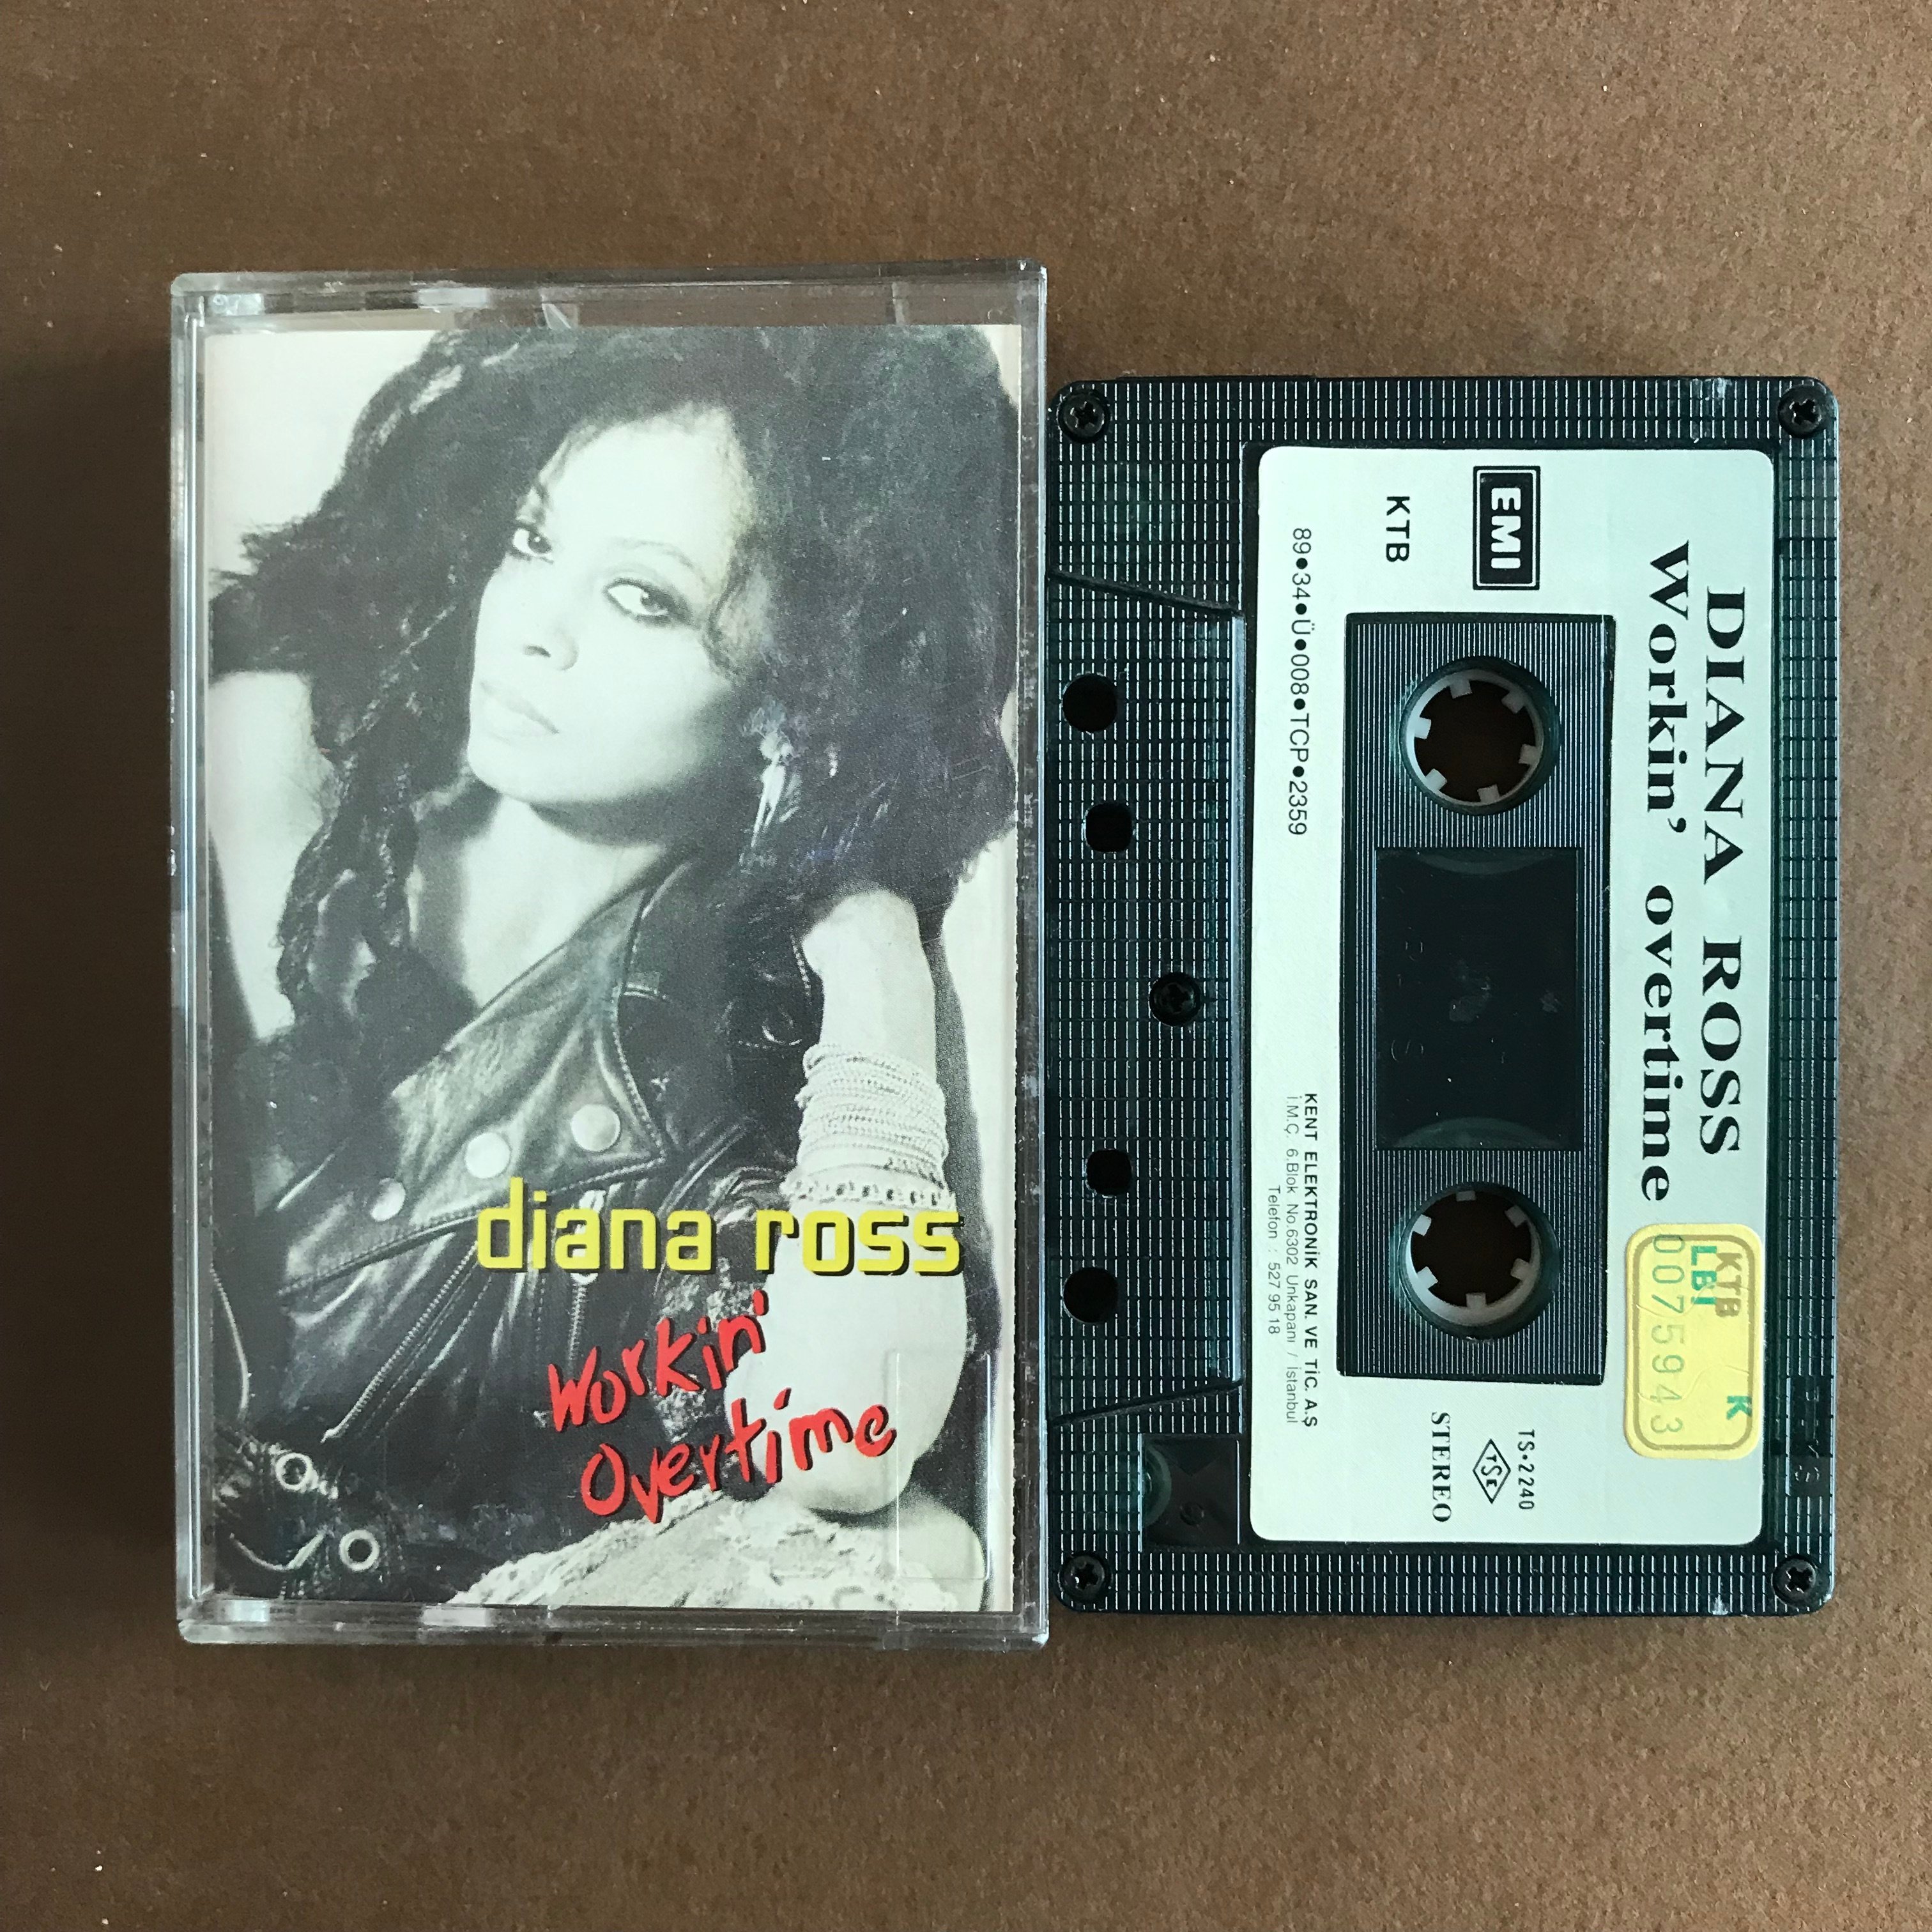 diana ross
Workin'
Overtime
DIANA ROSS
Workin' overtime
EMI
KTB
89•34•Ü•008•TCP•2359
KTB
LBI
K
0075943
TS•2240
TSE
STEREO
KENT ELEKTRONİK SAN. VE TİC. A.Ş
İ.M.Ç. 6.Blok No.6302 Unkapanı / İstanbul
Telefon : 527 95 18